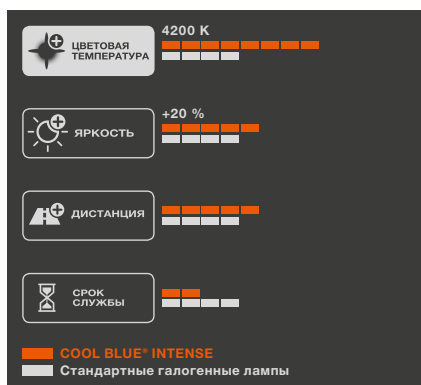 4200 K
ЦВЕТОВАЯ
ТЕМПЕРАТУРА
+20 %
ЯРКОСТЬ
ДИСТАНЦИЯ
СРОК
СЛУЖБЫ
COOL BLUE® INTENSE
Стандартные галогенные лампы